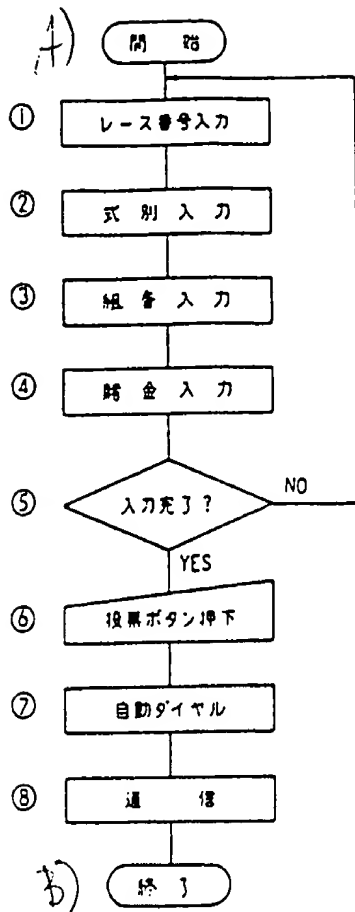 A)
開始
① レース番号入力
② 式別入力
③ 組番入力
④ 賭金入力
⑤ 入力完了?
NO
YES
⑥ 投票ボタン押下
⑦ 自動ダイヤル
⑧ 通信
B)
終了